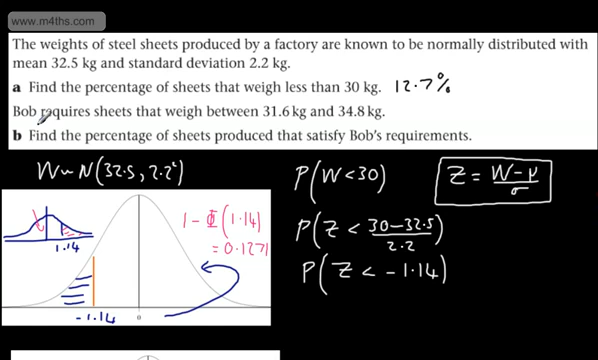 www.m4ths.com
The weights of steel sheets produced by a factory are known to be normally distributed with
mean 32.5 kg and standard deviation 2.2 kg.
a Find the percentage of sheets that weigh less than 30 kg. 12.7%
Bob requires sheets that weigh between 31.6 kg and 34.8 kg.
b Find the percentage of sheets produced that satisfy Bob's requirements.
W~N(32.5, 2.2²)
P(W<30)
Z = W-μ/σ
1-Φ(1.14)
= 0.1271
1.14
P(Z < 30-32.5/2.2)
P(Z < -1.14)
-1.14
0